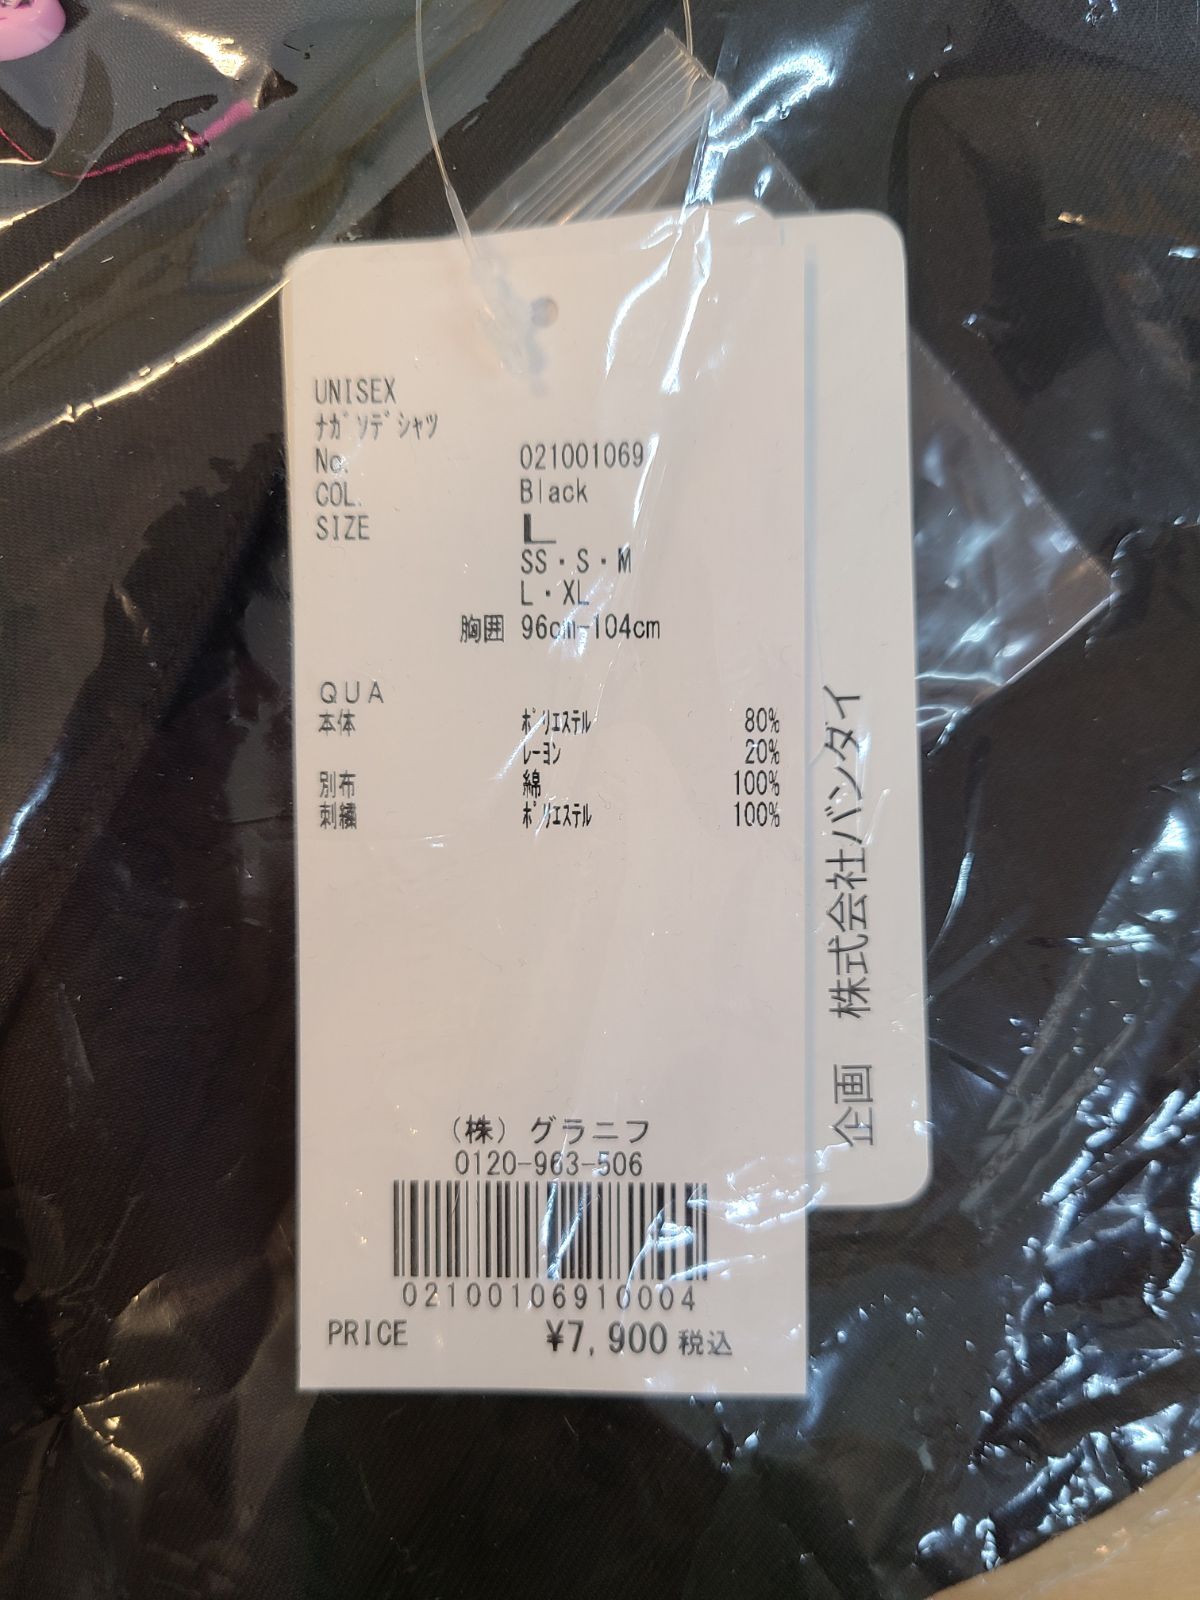 UNISEX
ﾅｶﾞｿﾃﾞｼｬﾂ
No. 021001069
COL. Black
SIZE L
SS・S・M
L・XL
胸囲 96cm-104cm
QUA
本体 ﾎﾟﾘｴｽﾃﾙ 80%
ﾚｰﾖﾝ 20%
別布 綿 100%
刺繍 ﾎﾟﾘｴｽﾃﾙ 100%
(株) グラニフ
0120-963-506
02100106910004
PRICE ¥7,900 税込
企画 株式会社バンダイ